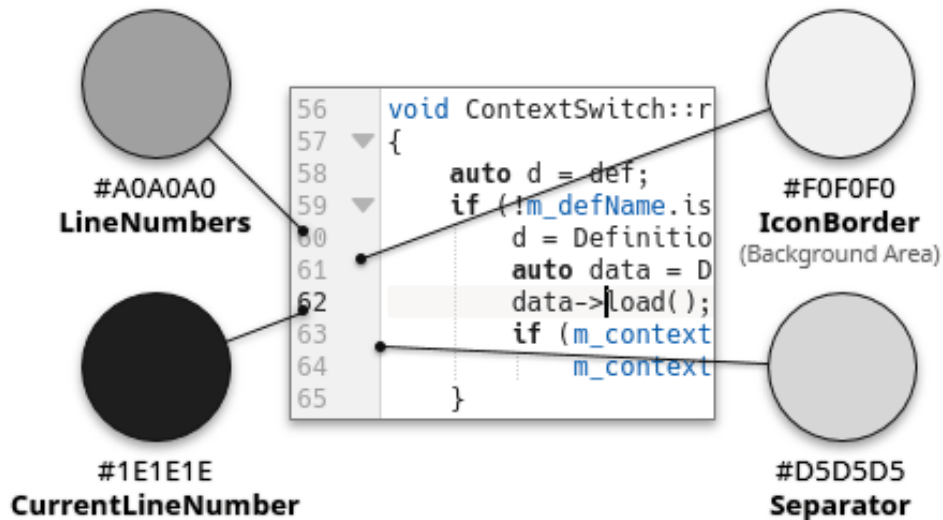 #A0A0A0
LineNumbers
#1E1E1E
CurrentLineNumber
56 void ContextSwitch::r
57 {
58 auto d = def;
59 if (!m_defName.is
60 d = Definitio
61 auto data = D
62 data->load();
63 if (m_context
64 m_context
65 }
#F0F0F0
IconBorder
(Background Area)
#D5D5D5
Separator